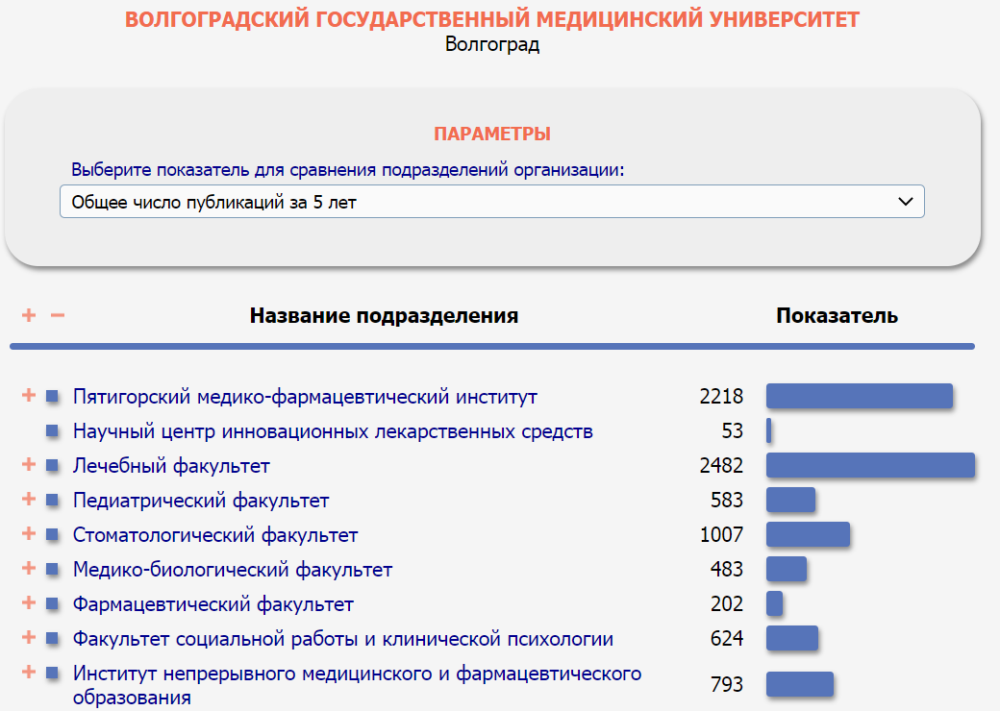 ВОЛГОГРАДСКИЙ ГОСУДАРСТВЕННЫЙ МЕДИЦИНСКИЙ УНИВЕРСИТЕТ
Волгоград
ПАРАМЕТРЫ
Выберите показатель для сравнения подразделений организации:
Общее число публикаций за 5 лет
Название подразделения Показатель
Пятигорский медико-фармацевтический институт 2218
Научный центр инновационных лекарственных средств 53
Лечебный факультет 2482
Педиатрический факультет 583
Стоматологический факультет 1007
Медико-биологический факультет 483
Фармацевтический факультет 202
Факультет социальной работы и клинической психологии 624
Институт непрерывного медицинского и фармацевтического
образования 793